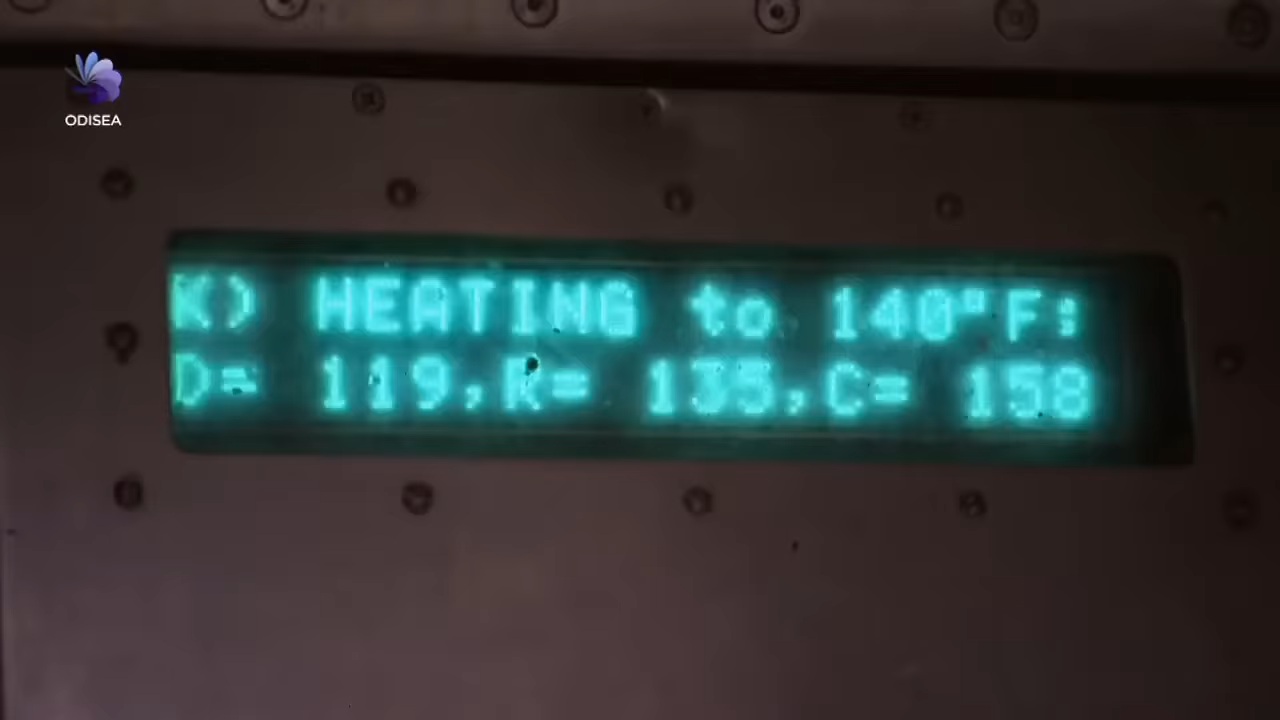 ODISEA
K) HEATING to 140°F:
D= 119,R= 135,C= 158